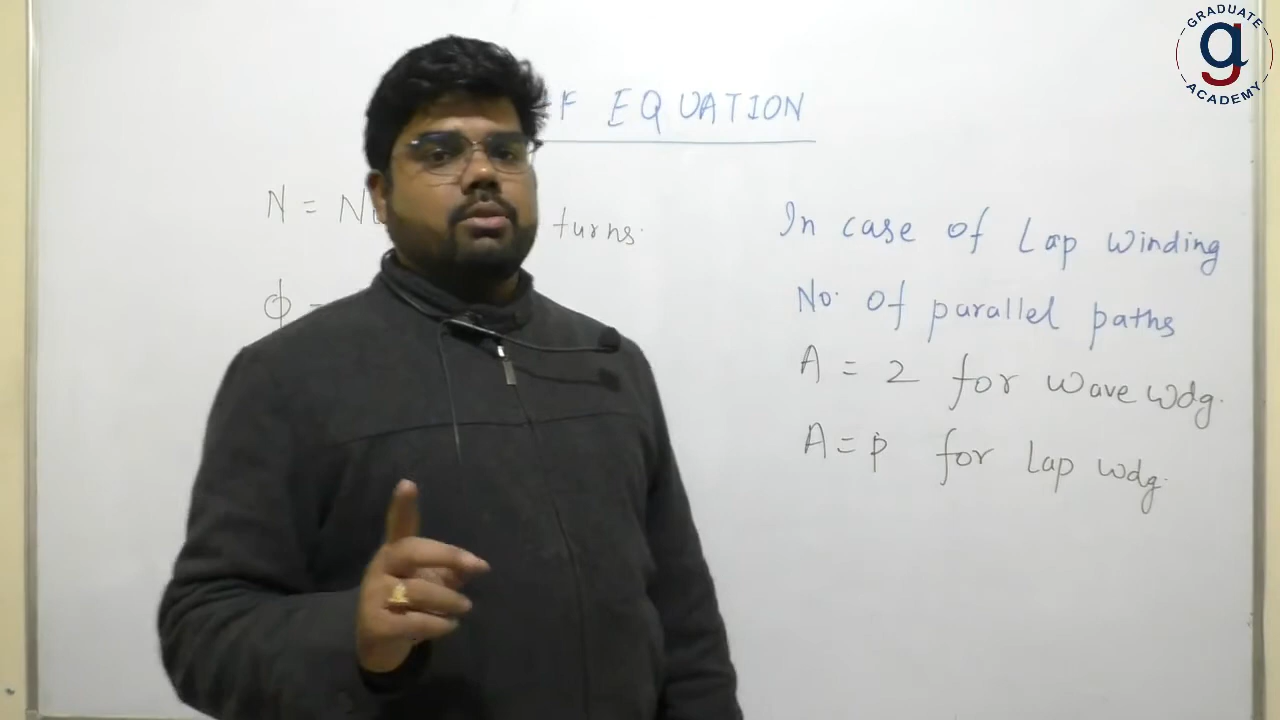 GRADUATE
a
ACADEMY
F EQUATION
N = turns.
ϕ
In case of Lap Winding
No. of parallel paths
A = 2 for wave wdg.
A = P for Lap wdg.